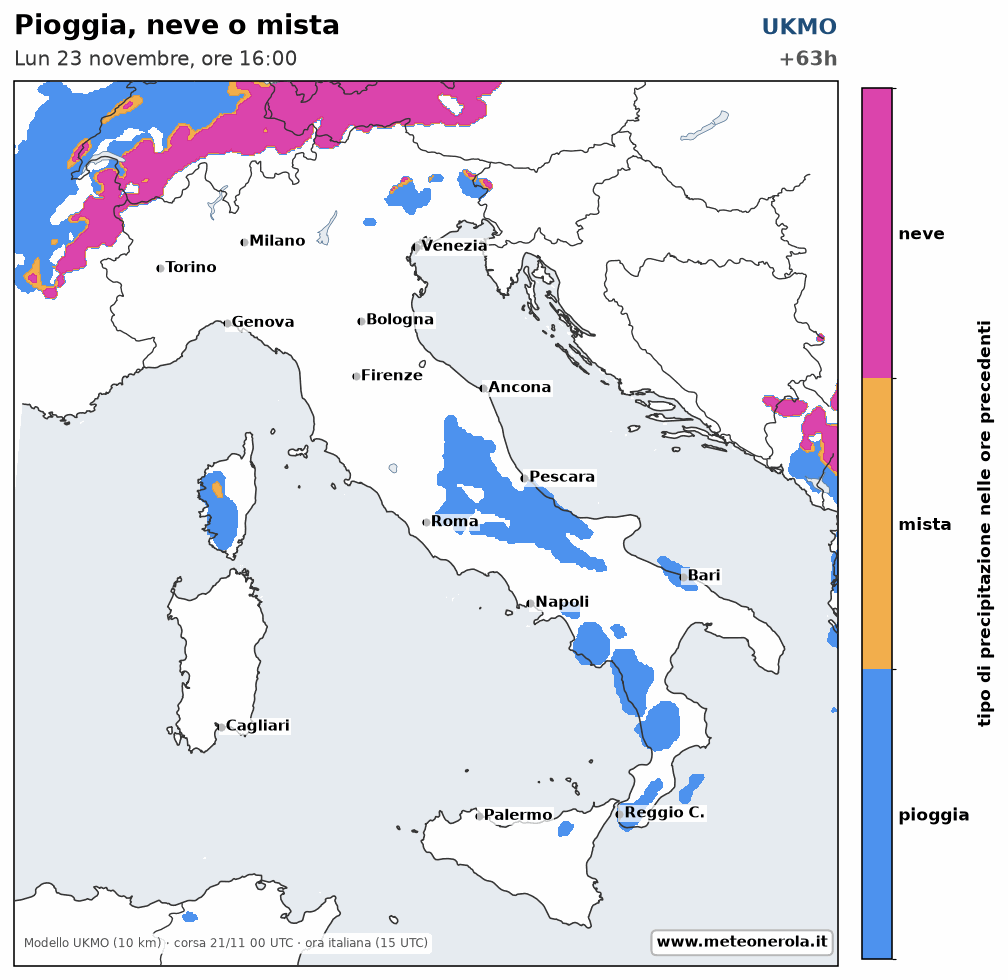 Pioggia, neve o mista
UKMO
Lun 23 novembre, ore 16:00
+63h
neve
mista
pioggia
tipo di precipitazione nelle ore precedenti
Milano
Venezia
Torino
Bologna
Genova
Firenze
Ancona
Pescara
Roma
Bari
Napoli
Cagliari
Palermo
Reggio C.
Modello UKMO (10 km) · corsa 21/11 00 UTC · ora italiana (15 UTC)
www.meteonerola.it